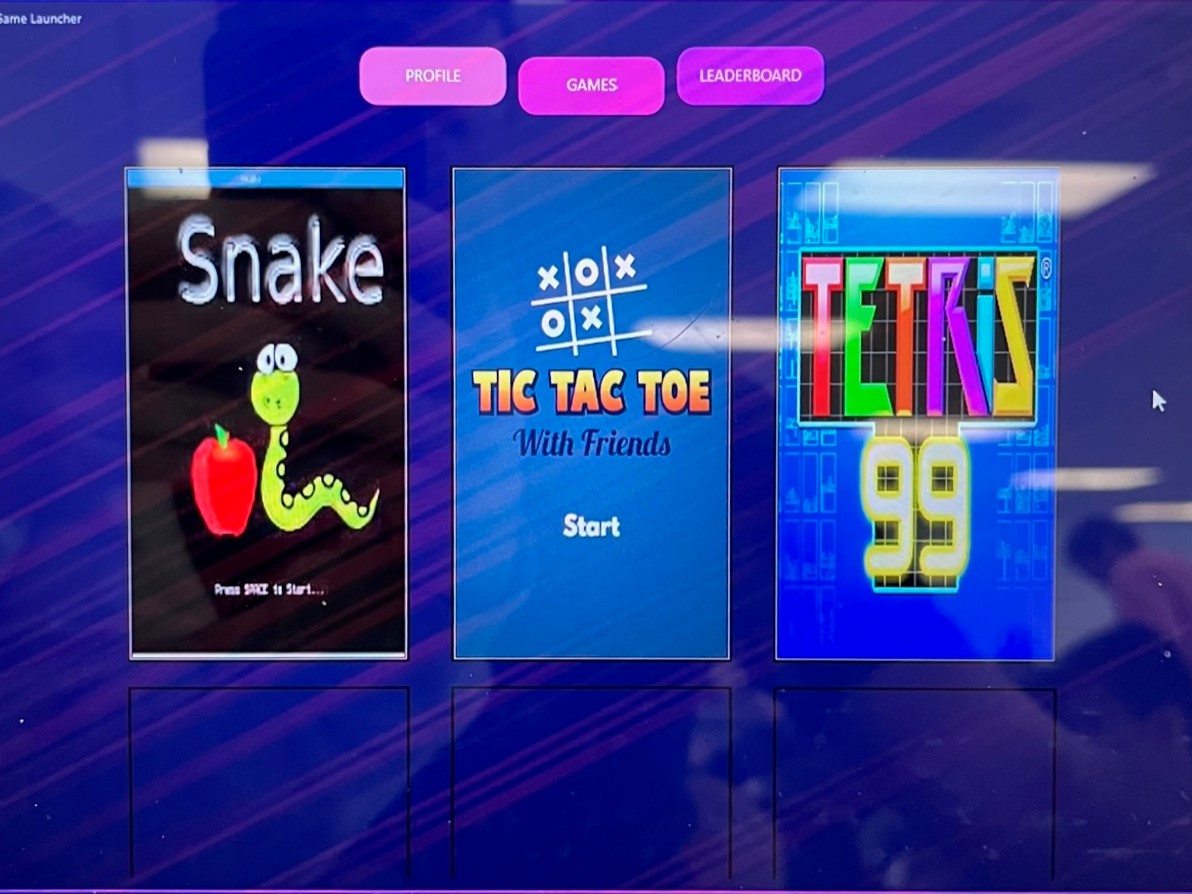 Game Launcher
PROFILE
GAMES
LEADERBOARD
Snake
Press SPACE to Start...
X O X
O X
TIC TAC TOE
With Friends
Start
TETRIS®
99